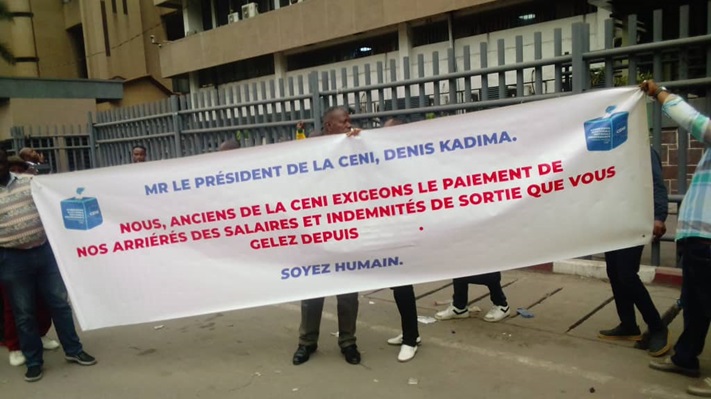 MR LE PRÉSIDENT DE LA CENI, DENIS KADIMA.
NOUS, ANCIENS DE LA CENI EXIGEONS LE PAIEMENT DE
NOS ARRIÉRÉS DES SALAIRES ET INDEMNITÉS DE SORTIE QUE VOUS
GELEZ DEPUIS .
SOYEZ HUMAIN.